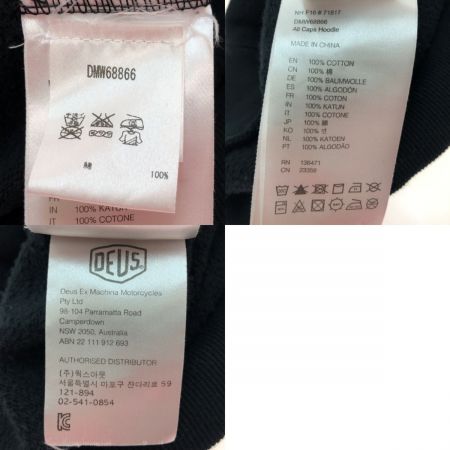 DMW68866
綿
100%
IN 100% KATUN
IT 100% COTONE
NH F16 # 71817
DMW68866
All Caps Hoodie
MADE IN CHINA
EN 100% COTTON
CN 100% 棉
DE 100% BAUMWOLLE
ES 100% ALGODÓN
FR 100% COTON
IN 100% KATUN
IT 100% COTONE
JP 100% 綿
KO 100%
NL 100% KATOEN
PT 100% ALGODÃO
RN 136471
CN 23359
DEUS
Deus Ex Machina Motorcycles
Pty Ltd
98-104 Parramatta Road
Camperdown
NSW 2050, Australia
ABN 22 111 912 693
AUTHORISED DISTRIBUTOR
(주)웍스아웃
서울특별시 마포구 잔다리로 59
121-894
02-541-0854